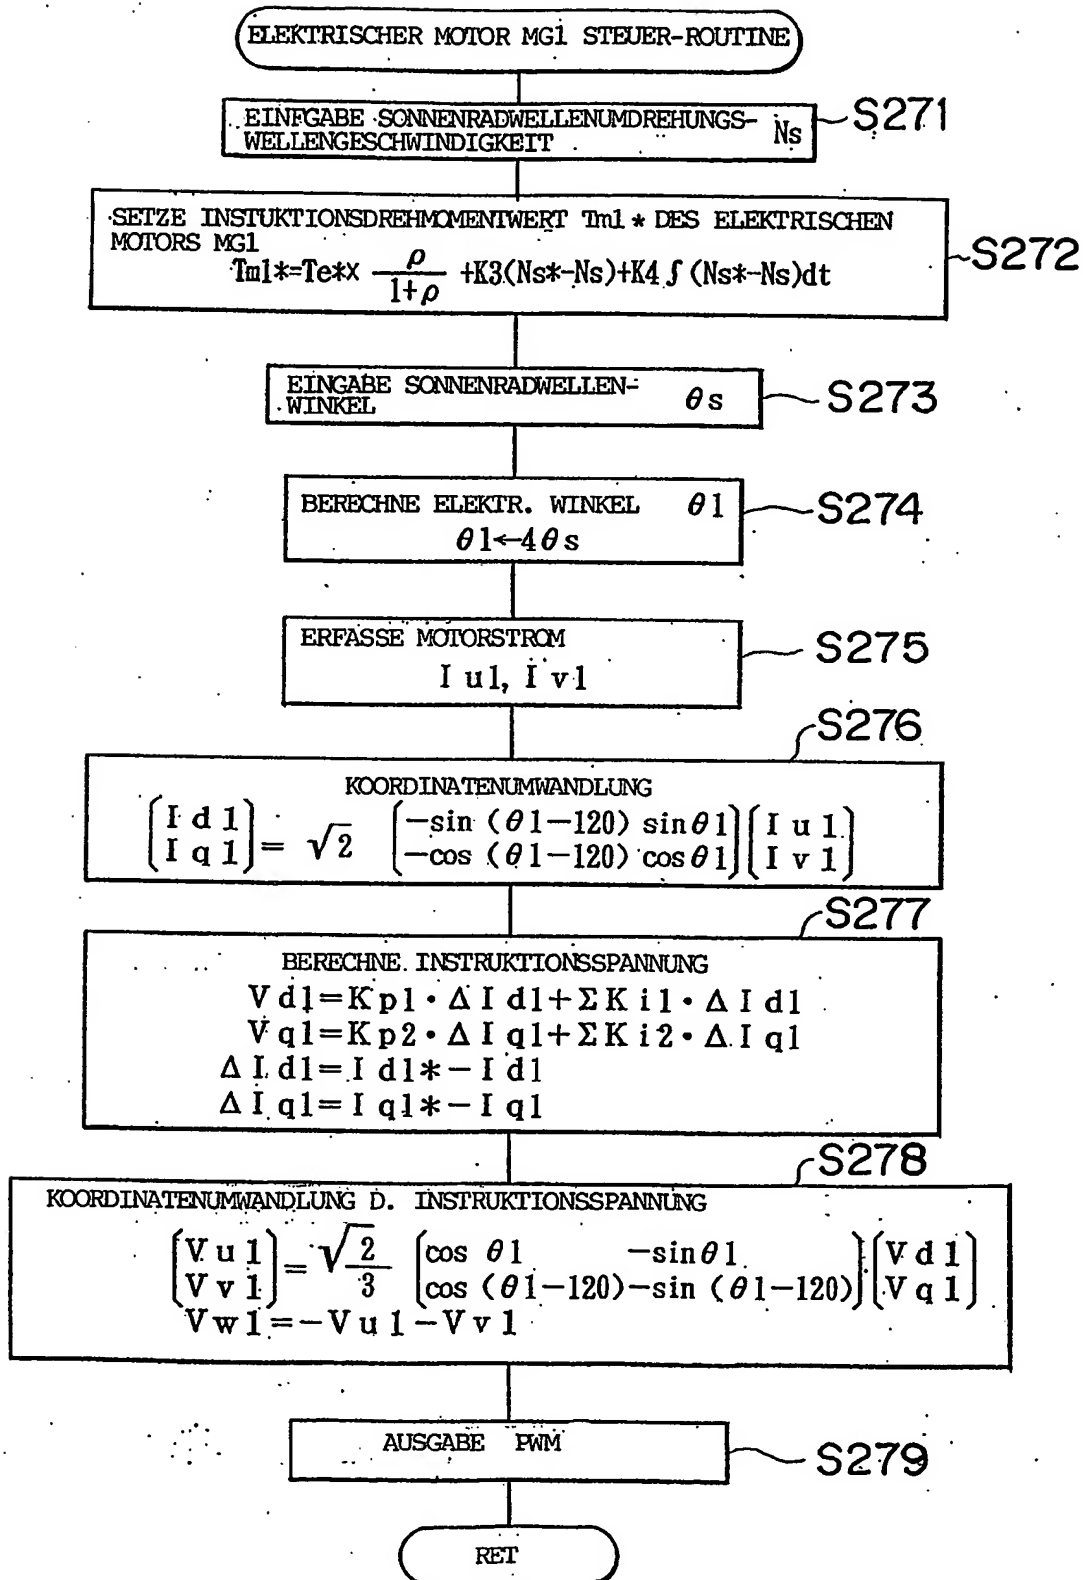 ELEKTRISCHER MOTOR MG1 STEUER-ROUTINE
EINFGABE SONNENRADWELLENUMDREHUNGS-
WELLENGESCHWINDIGKEIT Ns
S271
SETZE INSTUKTIONSDREHMOMENTWERT Tm1* DES ELEKTRISCHEN
MOTORS MG1
Tm1*=Te*× ρ/(1+ρ) +K3(Ns*-Ns)+K4∫(Ns*-Ns)dt
S272
EINGABE SONNENRADWELLEN-
WINKEL θs
S273
BERECHNE ELEKTR. WINKEL θ1
θ1←4θs
S274
ERFASSE MOTORSTROM
Iu1, Iv1
S275
S276
KOORDINATENUMWANDLUNG
(Id1) = √2 (-sin (θ1-120) sinθ1)(Iu1)
(Iq1) (-cos (θ1-120) cosθ1)(Iv1)
S277
BERECHNE INSTRUKTIONSSPANNUNG
Vd1=Kp1·ΔId1+ΣKi1·ΔId1
Vq1=Kp2·ΔIq1+ΣKi2·ΔIq1
ΔId1=Id1*-Id1
ΔIq1=Iq1*-Iq1
S278
KOORDINATENUMWANDLUNG D. INSTRUKTIONSSPANNUNG
(Vu1) = √2/3 (cos θ1 -sinθ1)(Vd1)
(Vv1) (cos (θ1-120)-sin (θ1-120))(Vq1)
Vw1=-Vu1-Vv1
AUSGABE PWM
S279
RET